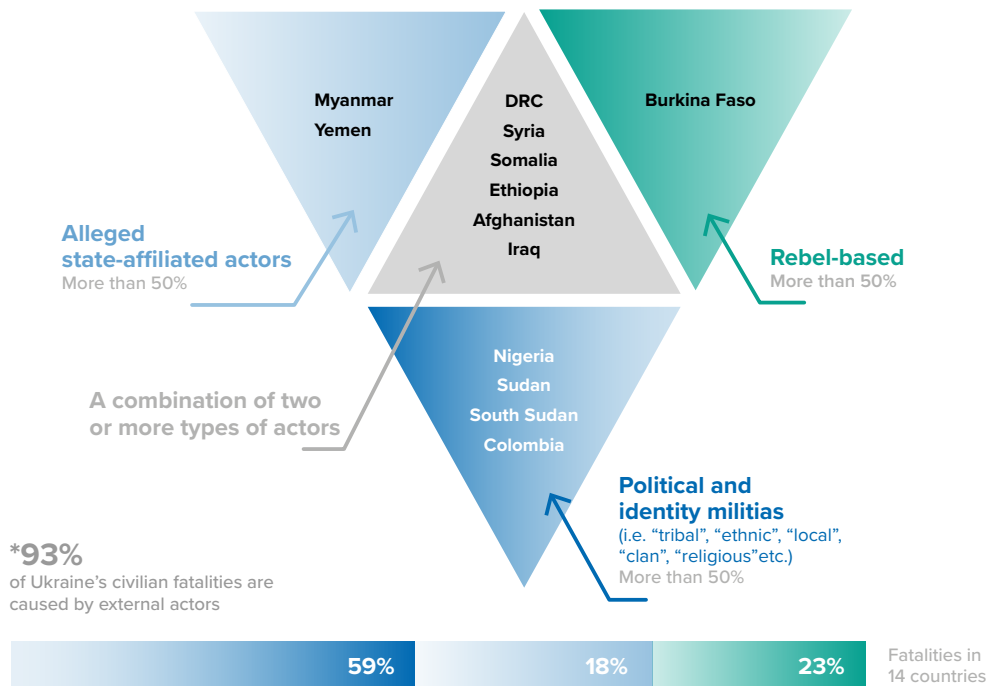 Myanmar
Yemen
DRC
Syria
Somalia
Ethiopia
Afghanistan
Iraq
Burkina Faso
Alleged
state-affiliated actors
More than 50%
Rebel-based
More than 50%
A combination of two
or more types of actors
Nigeria
Sudan
South Sudan
Colombia
Political and
identity militias
(i.e. “tribal”, “ethnic”, “local”,
“clan”, “religious”etc.)
More than 50%
*93%
of Ukraine’s civilian fatalities are
caused by external actors
59%
18%
23%
Fatalities in
14 countries